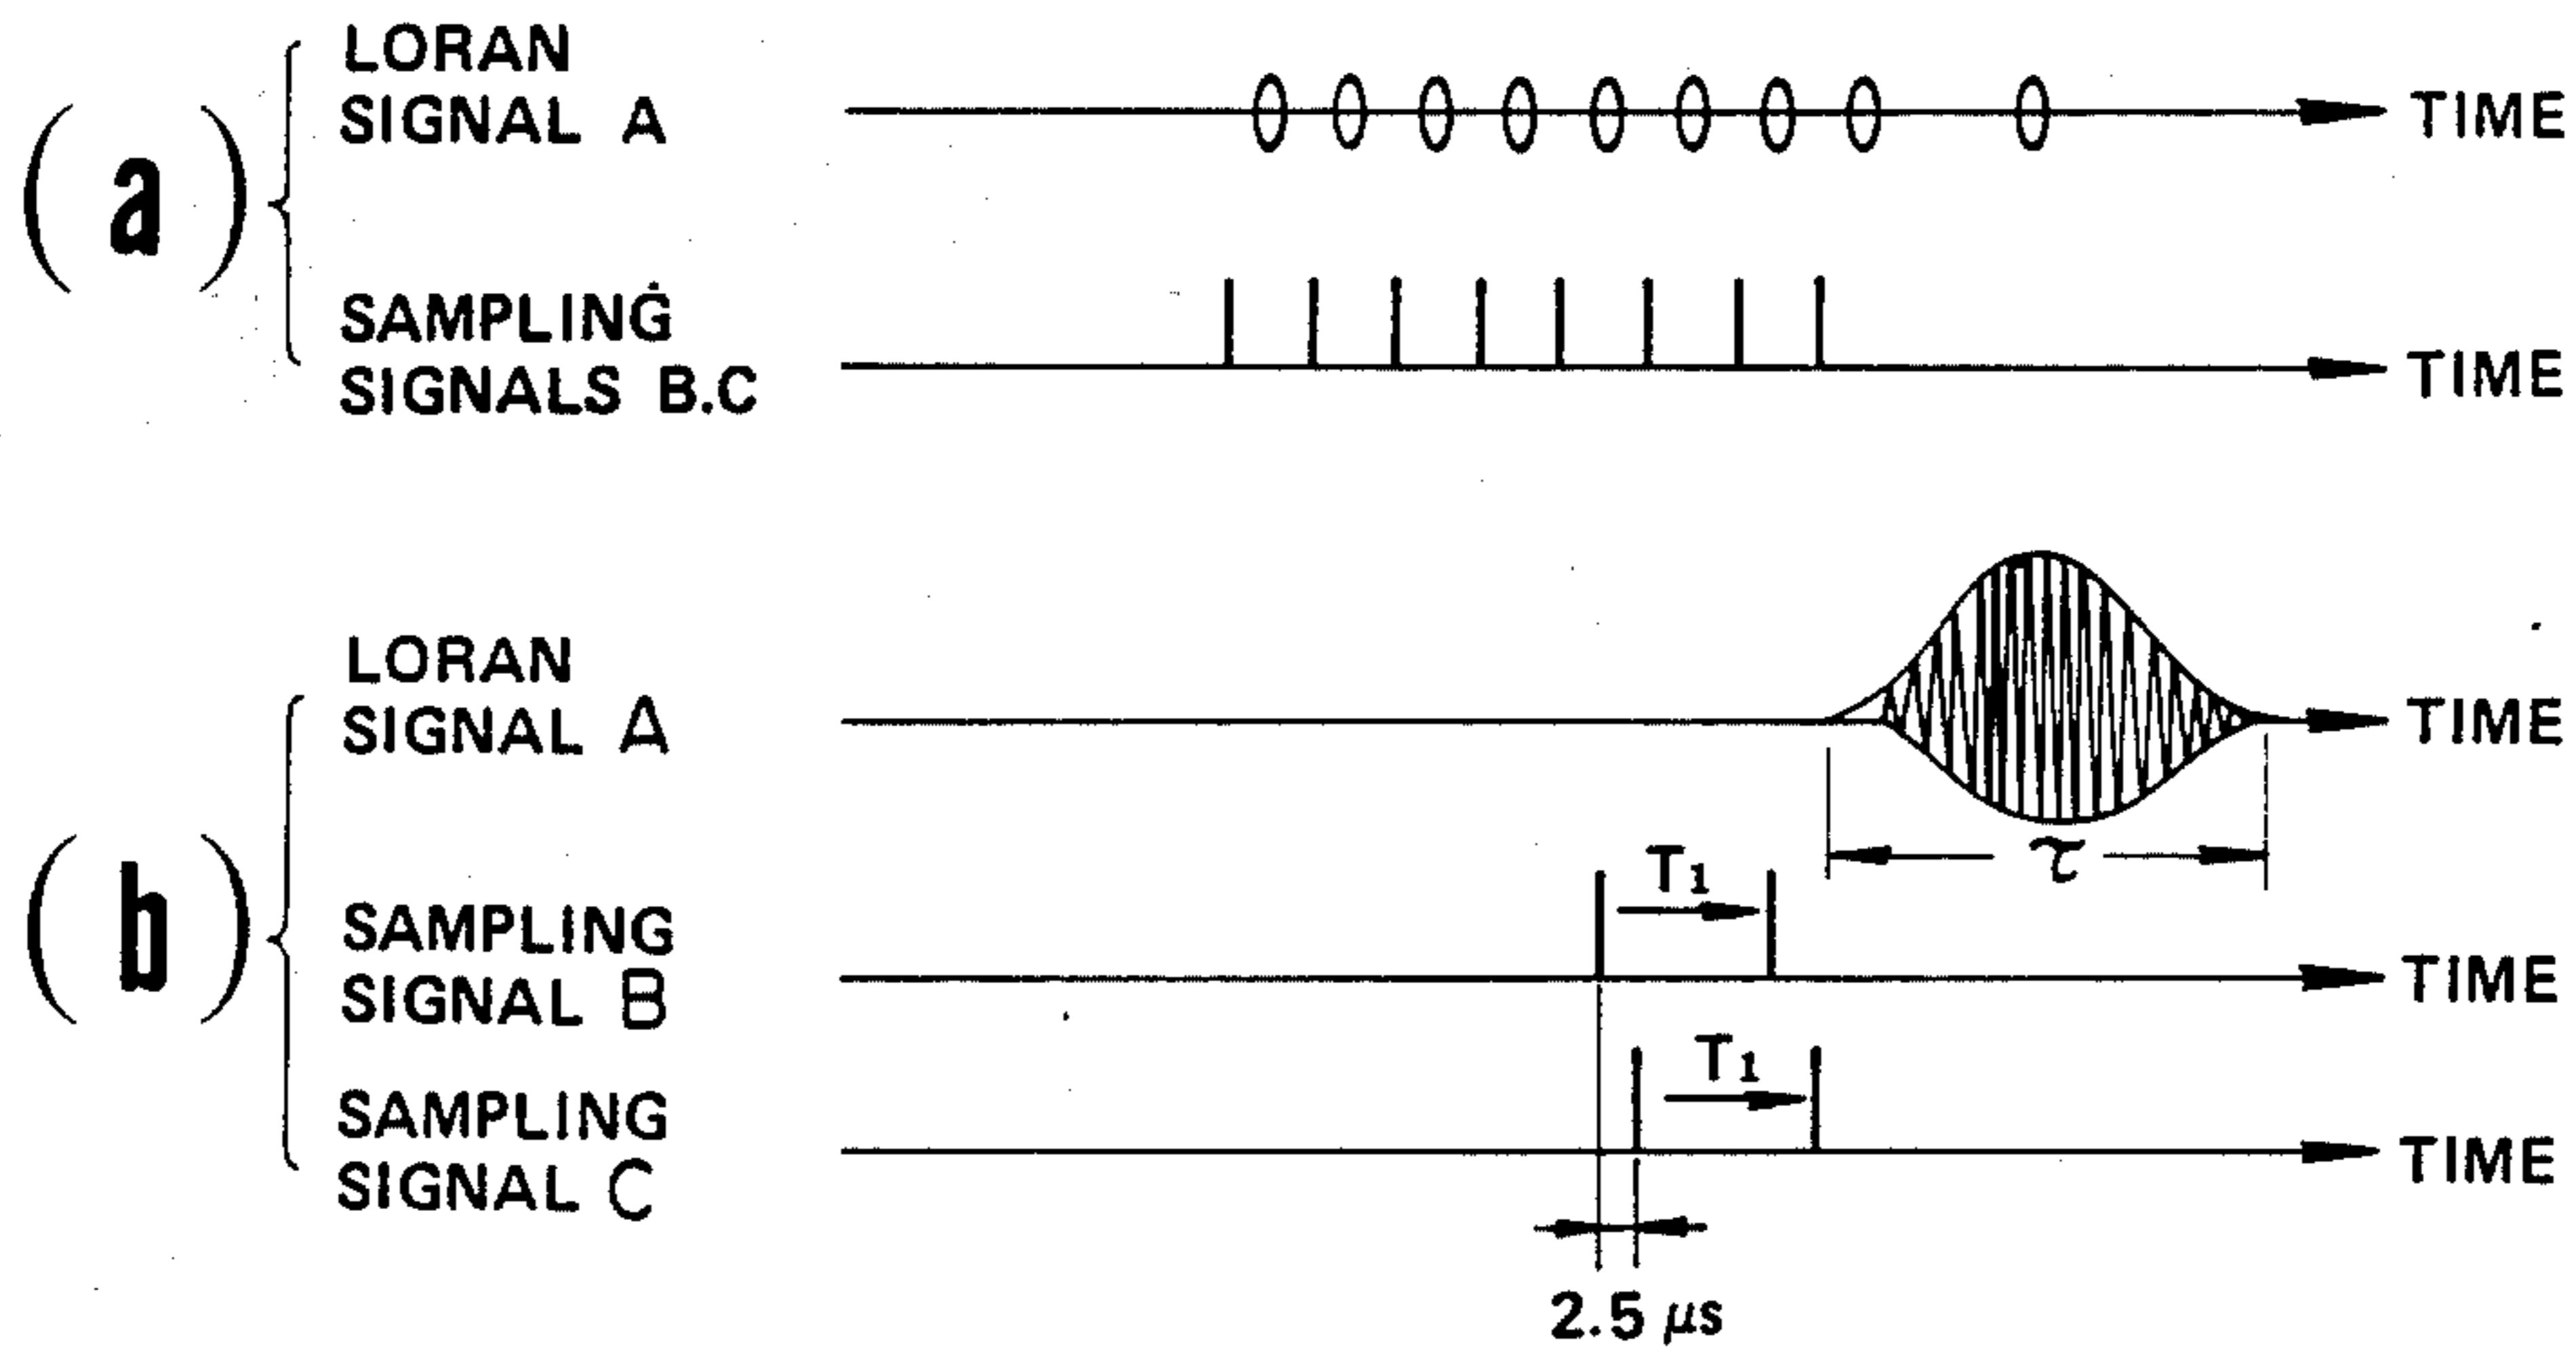 (a)
LORAN
SIGNAL A
TIME
SAMPLING
SIGNALS B.C
TIME
(b)
LORAN
SIGNAL A
TIME
τ
SAMPLING
SIGNAL B
T1
TIME
SAMPLING
SIGNAL C
T1
TIME
2.5 μs